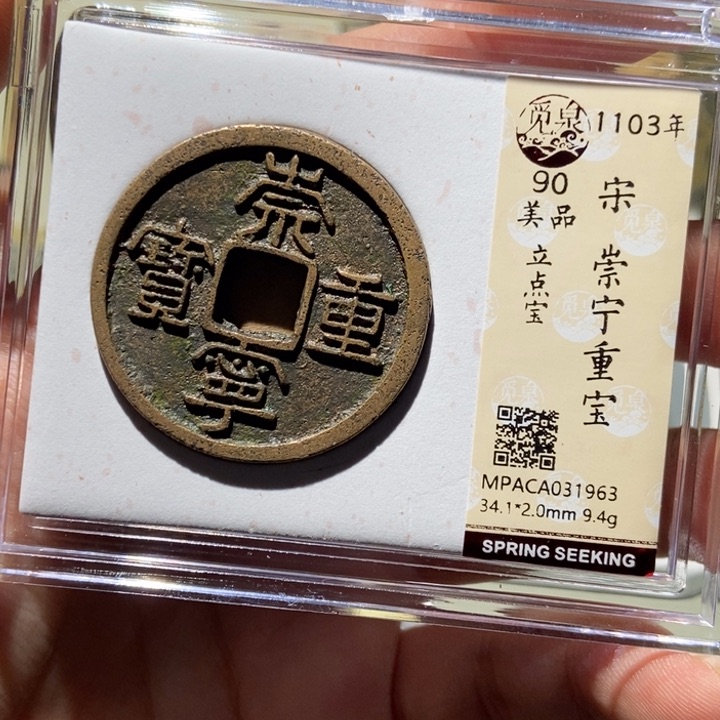 崇
重
寧
寶
觅泉
1103年
90
美品
立点宝
宋 崇宁重宝
MPACA031963
34.1*2.0mm 9.4g
SPRING SEEKING